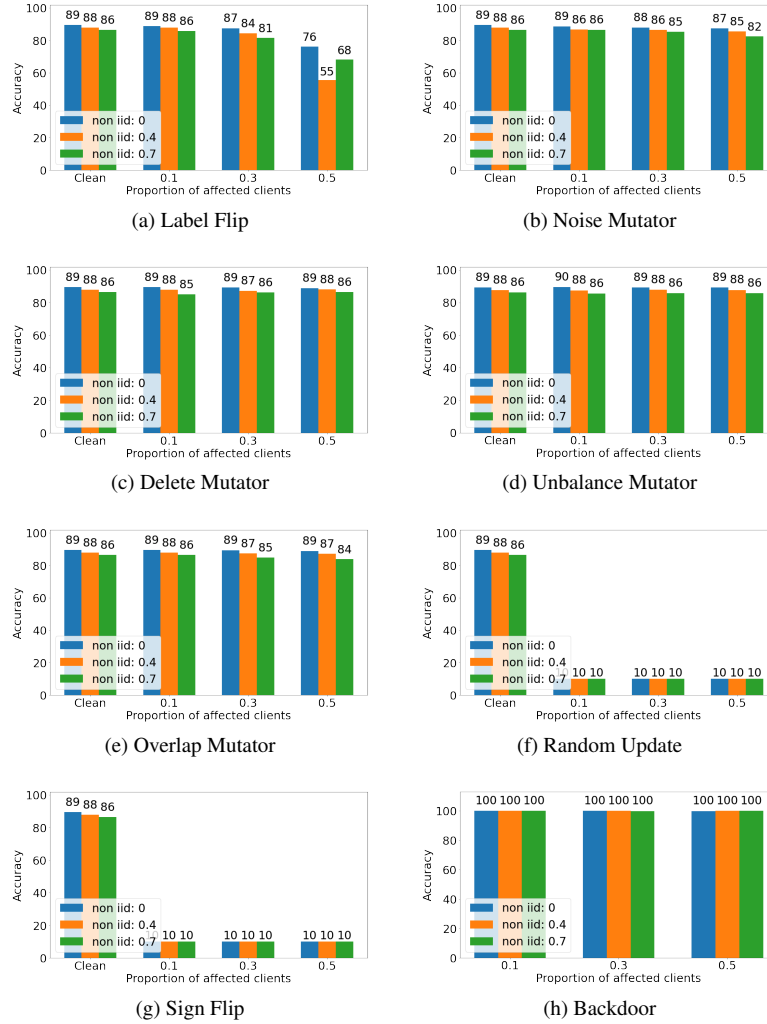 89 88 86 89 88 86 87 84 81 76 55 68
100
80
60
40
20
0
Accuracy
non iid: 0
non iid: 0.4
non iid: 0.7
Clean 0.1 0.3 0.5
Proportion of affected clients
(a) Label Flip
89 88 86 89 86 86 88 86 85 87 85 82
100
80
60
40
20
0
Accuracy
non iid: 0
non iid: 0.4
non iid: 0.7
Clean 0.1 0.3 0.5
Proportion of affected clients
(b) Noise Mutator
89 88 86 89 88 85 89 87 86 89 88 86
100
80
60
40
20
0
Accuracy
non iid: 0
non iid: 0.4
non iid: 0.7
Clean 0.1 0.3 0.5
Proportion of affected clients
(c) Delete Mutator
89 88 86 90 88 86 89 88 86 89 88 86
100
80
60
40
20
0
Accuracy
non iid: 0
non iid: 0.4
non iid: 0.7
Clean 0.1 0.3 0.5
Proportion of affected clients
(d) Unbalance Mutator
89 88 86 89 88 86 89 87 85 89 87 84
100
80
60
40
20
0
Accuracy
non iid: 0
non iid: 0.4
non iid: 0.7
Clean 0.1 0.3 0.5
Proportion of affected clients
(e) Overlap Mutator
89 88 86 10 10 10 10 10 10 10 10 10
100
80
60
40
20
0
Accuracy
non iid: 0
non iid: 0.4
non iid: 0.7
Clean 0.1 0.3 0.5
Proportion of affected clients
(f) Random Update
89 88 86 10 10 10 10 10 10 10 10 10
100
80
60
40
20
0
Accuracy
non iid: 0
non iid: 0.4
non iid: 0.7
Clean 0.1 0.3 0.5
Proportion of affected clients
(g) Sign Flip
100 100 100 100 100 100 100 100 100
100
80
60
40
20
0
Accuracy
non iid: 0
non iid: 0.4
non iid: 0.7
0.1 0.3 0.5
Proportion of affected clients
(h) Backdoor